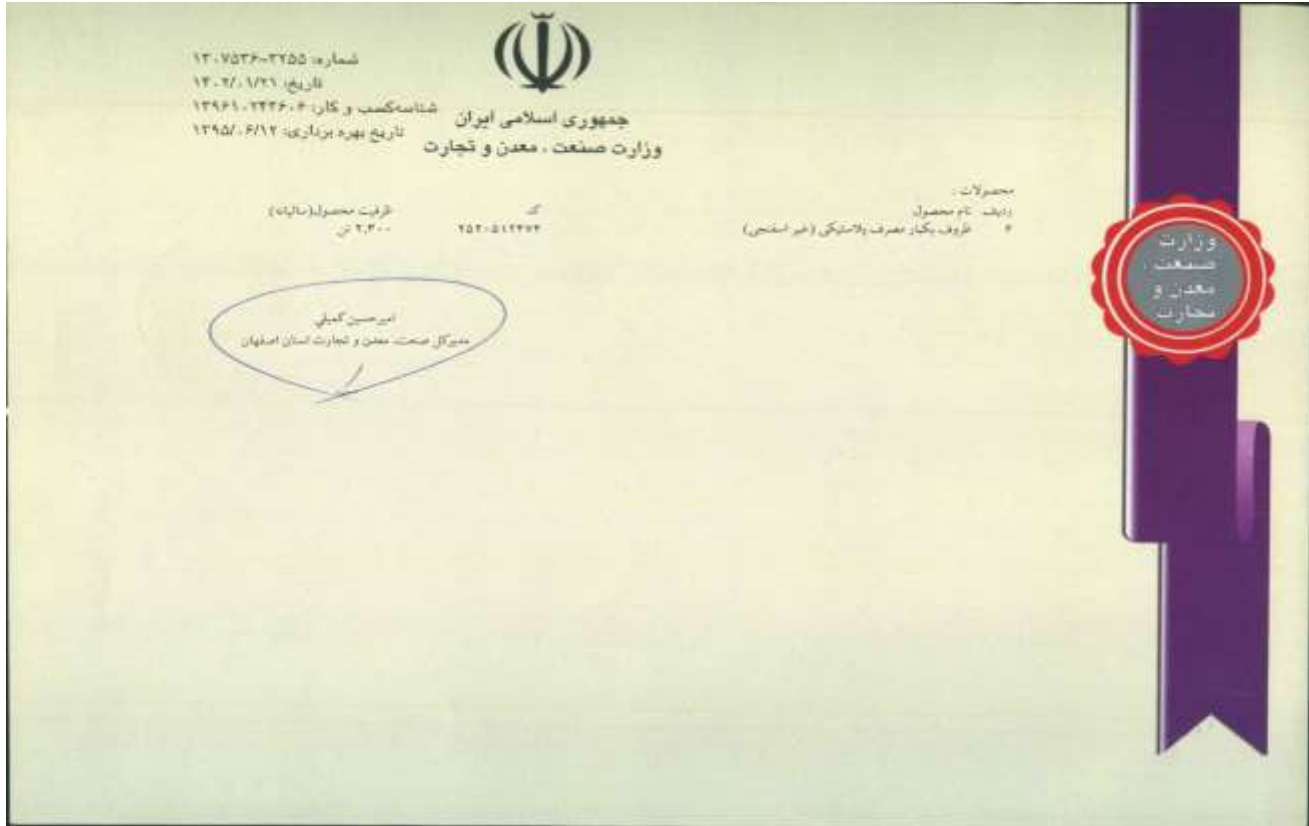 شماره: ۱۳۰۷۵۳۶-۳۲۵۵
تاریخ: ۱۴۰۲/۰۱/۲۱
شناسه‌کسب و کار: ۱۳۹۶۱۰۲۴۳۶۰۶
تاریخ بهره برداری: ۱۳۹۵/۰۶/۱۲
جمهوری اسلامی ایران
وزارت صنعت ، معدن و تجارت
محصولات :
ردیف نام محصول کد ظرفیت محصول(سالیانه)
ظروف یکبار مصرف پلاستیکی (غیر اسفنجی) ۲۵۲۰۵۱۲۴۷۴ ۲,۳۰۰ تن
امیرحسین کمیلی
مدیرکل صنعت، معدن و تجارت استان اصفهان
وزارت
صنعت ،
معدن و
تجارت